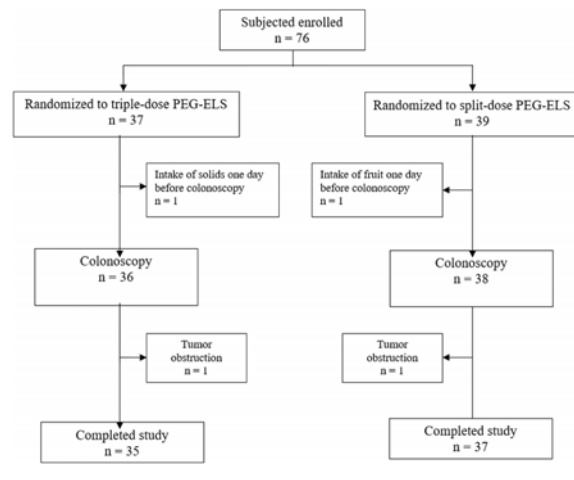 Subjected enrolled
n = 76
Randomized to triple-dose PEG-ELS
n = 37
Randomized to split-dose PEG-ELS
n = 39
Intake of solids one day
before colonoscopy
n = 1
Intake of fruit one day
before colonoscopy
n = 1
Colonoscopy
n = 36
Colonoscopy
n = 38
Tumor
obstruction
n = 1
Tumor
obstruction
n = 1
Completed study
n = 35
Completed study
n = 37